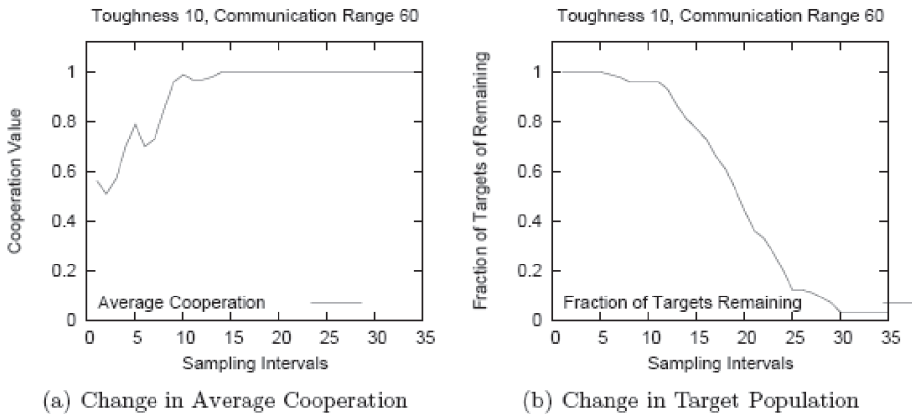 Toughness 10, Communication Range 60
Cooperation Value
1
0.8
0.6
0.4
0.2
0
Average Cooperation
0 5 10 15 20 25 30 35
Sampling Intervals
(a) Change in Average Cooperation
Toughness 10, Communication Range 60
Fraction of Targets of Remaining
1
0.8
0.6
0.4
0.2
0
Fraction of Targets Remaining
0 5 10 15 20 25 30 35
Sampling Intervals
(b) Change in Target Population